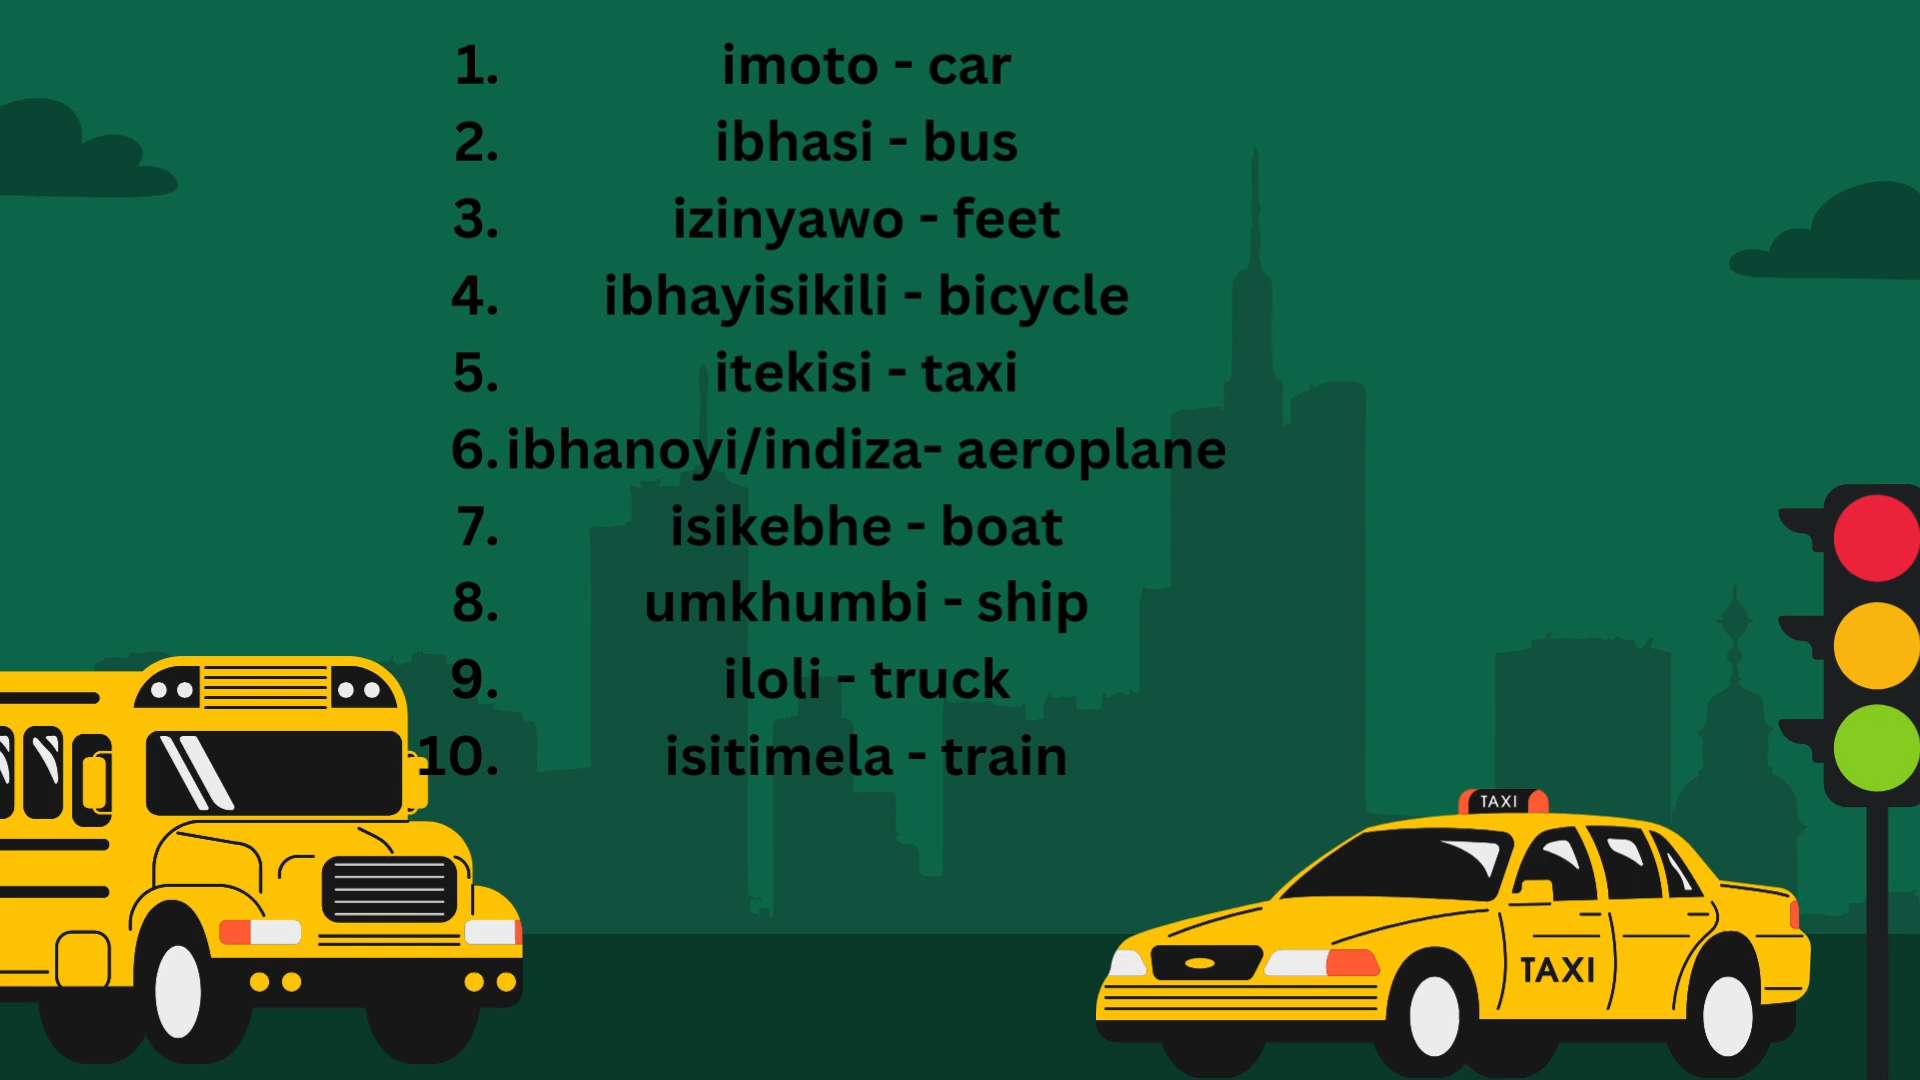 1. imoto - car
2. ibhasi - bus
3. izinyawo - feet
4. ibhayisikili - bicycle
5. itekisi - taxi
6. ibhanoyi/indiza- aeroplane
7. isikebhe - boat
8. umkhumbi - ship
9. iloli - truck
10. isitimela - train
TAXI
TAXI